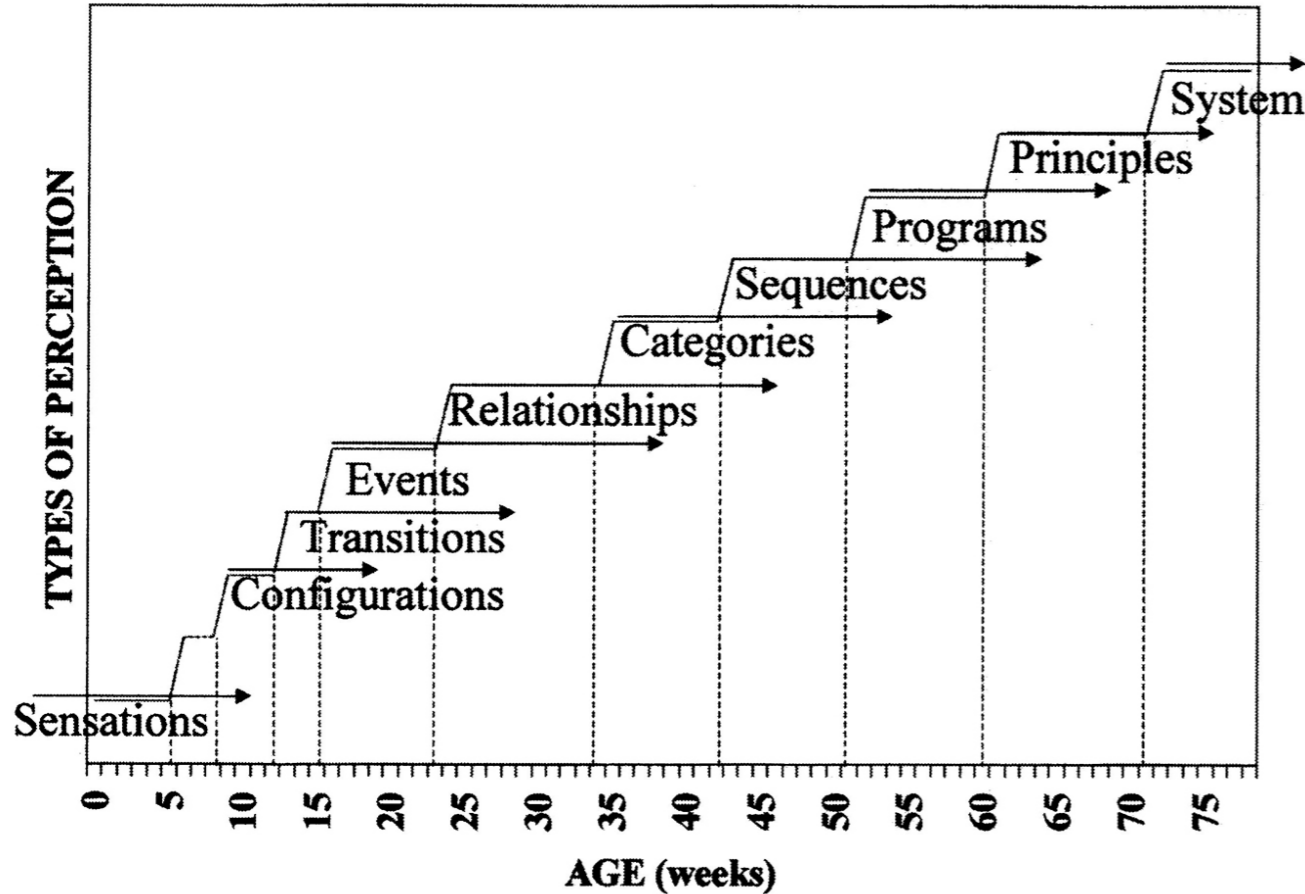 System
Principles
Programs
Sequences
Categories
Relationships
Events
Transitions
Configurations
Sensations
TYPES OF PERCEPTION
0 5 10 15 20 25 30 35 40 45 50 55 60 65 70 75
AGE (weeks)